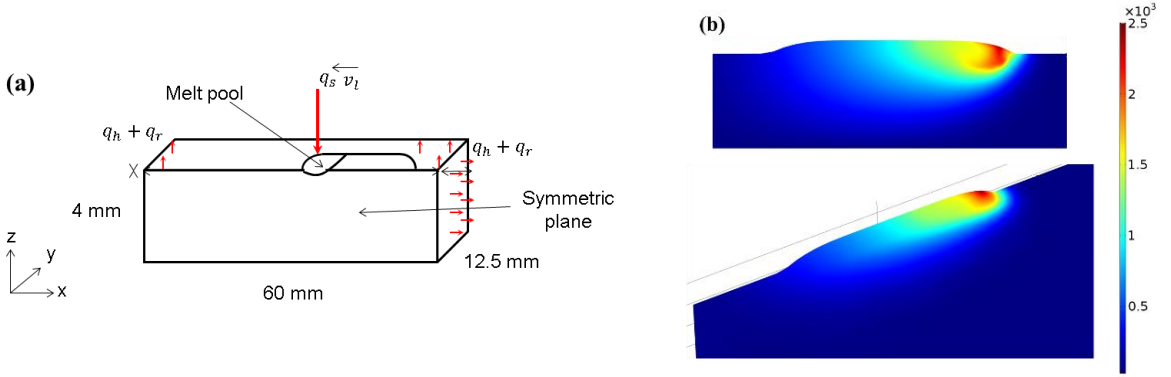 (a)
q_s v_l
Melt pool
q_h + q_r
q_h + q_r
4 mm
Symmetric
plane
12.5 mm
60 mm
z
y
x
(b)
×10³
2.5
2
1.5
1
0.5